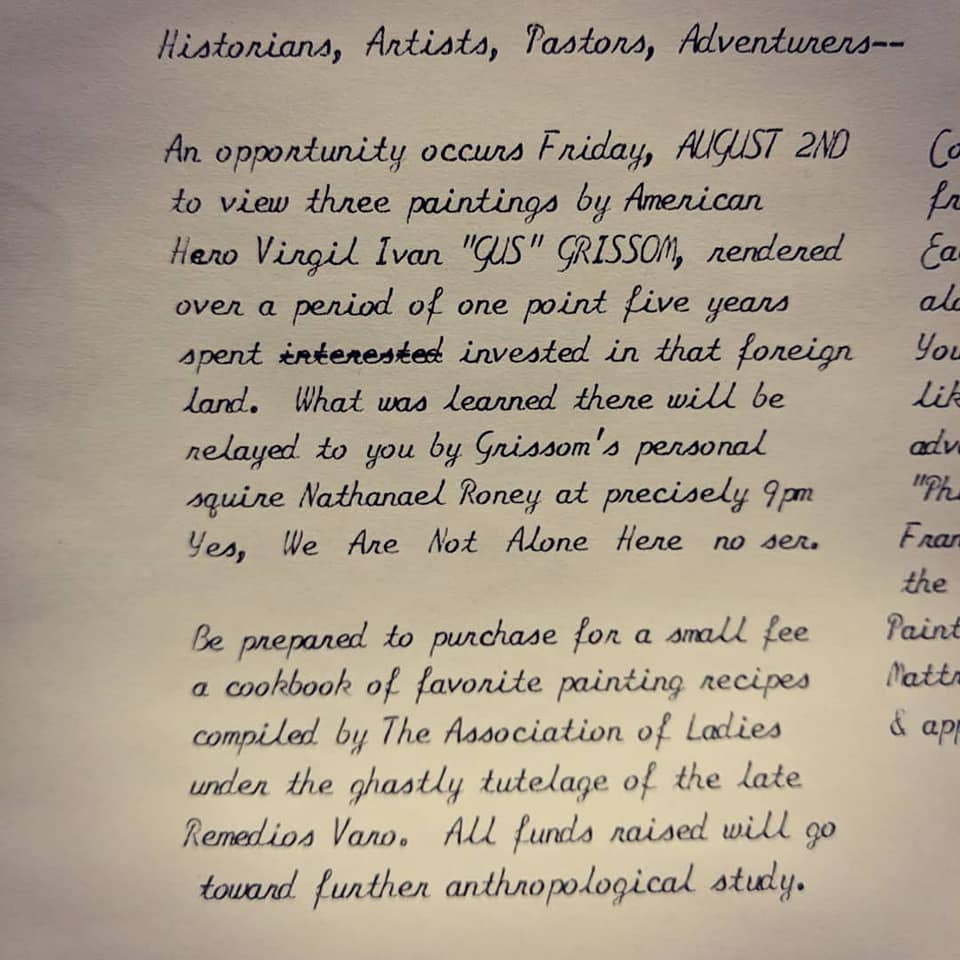 Historians, Artists, Pastors, Adventurers--
An opportunity occurs Friday, AUGUST 2ND
to view three paintings by American
Hero Virgil Ivan "GUS" GRISSOM, rendered
over a period of one point five years
spent interested invested in that foreign
land. What was learned there will be
relayed to you by Grissom's personal
squire Nathanael Roney at precisely 9pm
Yes, We Are Not Alone Here no ser.
Be prepared to purchase for a small fee
a cookbook of favorite painting recipes
compiled by The Association of Ladies
under the ghastly tutelage of the late
Remedios Varo. All funds raised will go
toward further anthropological study.
the
&